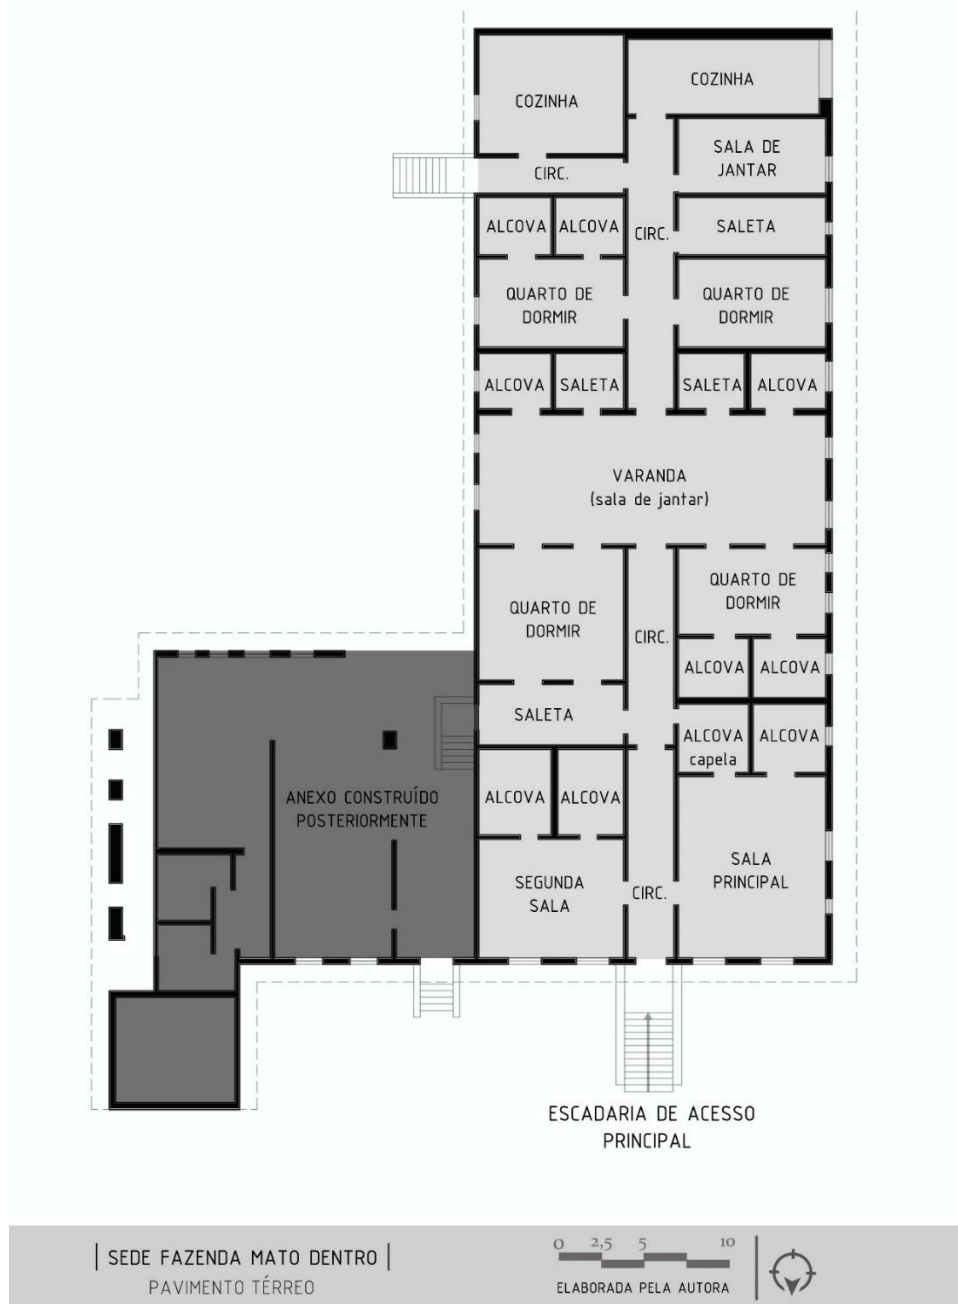 COZINHA
COZINHA
SALA DE
JANTAR
CIRC.
ALCOVA
ALCOVA
CIRC.
SALETA
QUARTO DE
DORMIR
QUARTO DE
DORMIR
ALCOVA
SALETA
SALETA
ALCOVA
VARANDA
(sala de jantar)
QUARTO DE
DORMIR
QUARTO DE
DORMIR
CIRC.
ALCOVA
ALCOVA
SALETA
ALCOVA
capela
ALCOVA
ANEXO CONSTRUÍDO
POSTERIORMENTE
ALCOVA
ALCOVA
SEGUNDA
SALA
CIRC.
SALA
PRINCIPAL
ESCADARIA DE ACESSO
PRINCIPAL
| SEDE FAZENDA MATO DENTRO |
PAVIMENTO TÉRREO
0 2,5 5 10
ELABORADA PELA AUTORA